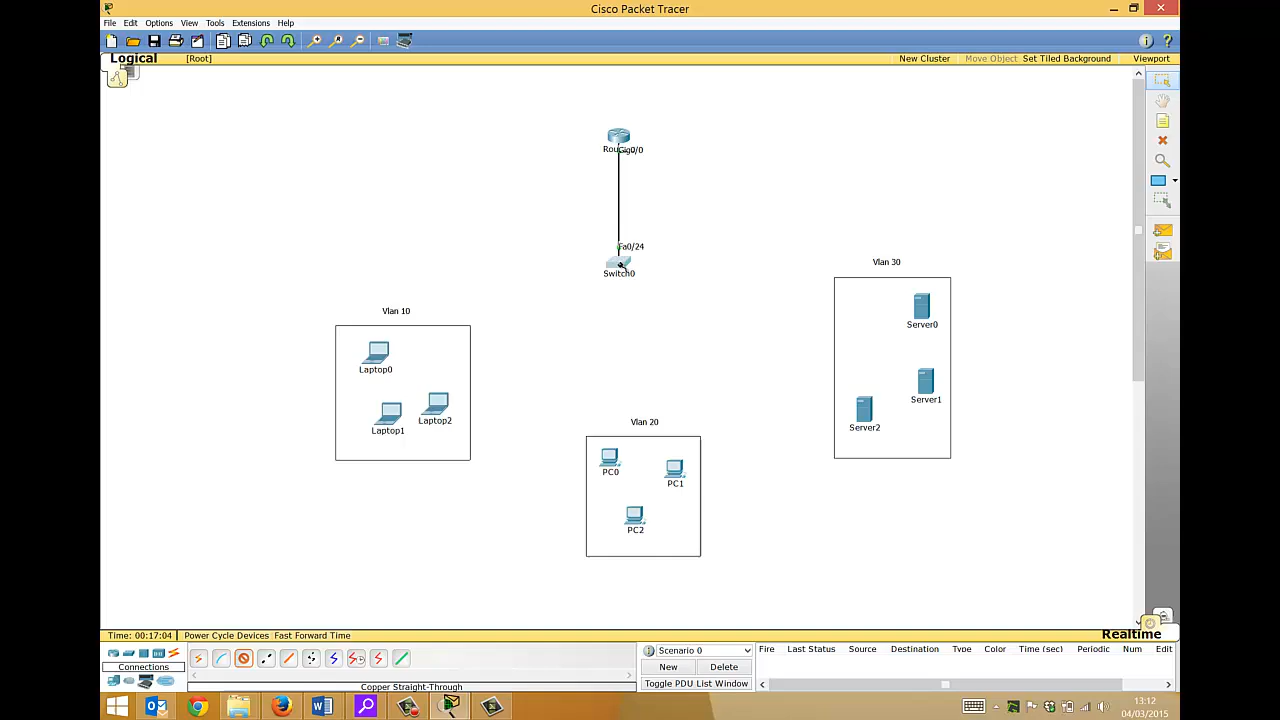 Cisco Packet Tracer
File Edit Options View Tools Extensions Help
Logical [Root] New Cluster Move Object Set Tiled Background Viewport
Gig0/0
Fa0/24
Switch0
Vlan 30
Server0
Vlan 10
Laptop0
Server1
Laptop2
Vlan 20
Server2
Laptop1
PC0
PC1
PC2
Time: 00:17:04 Power Cycle Devices Fast Forward Time Realtime
Scenario 0 Fire Last Status Source Destination Type Color Time (sec) Periodic Num Edit
Connections New Delete
Toggle PDU List Window
Copper Straight-Through
13:12
04/03/2015